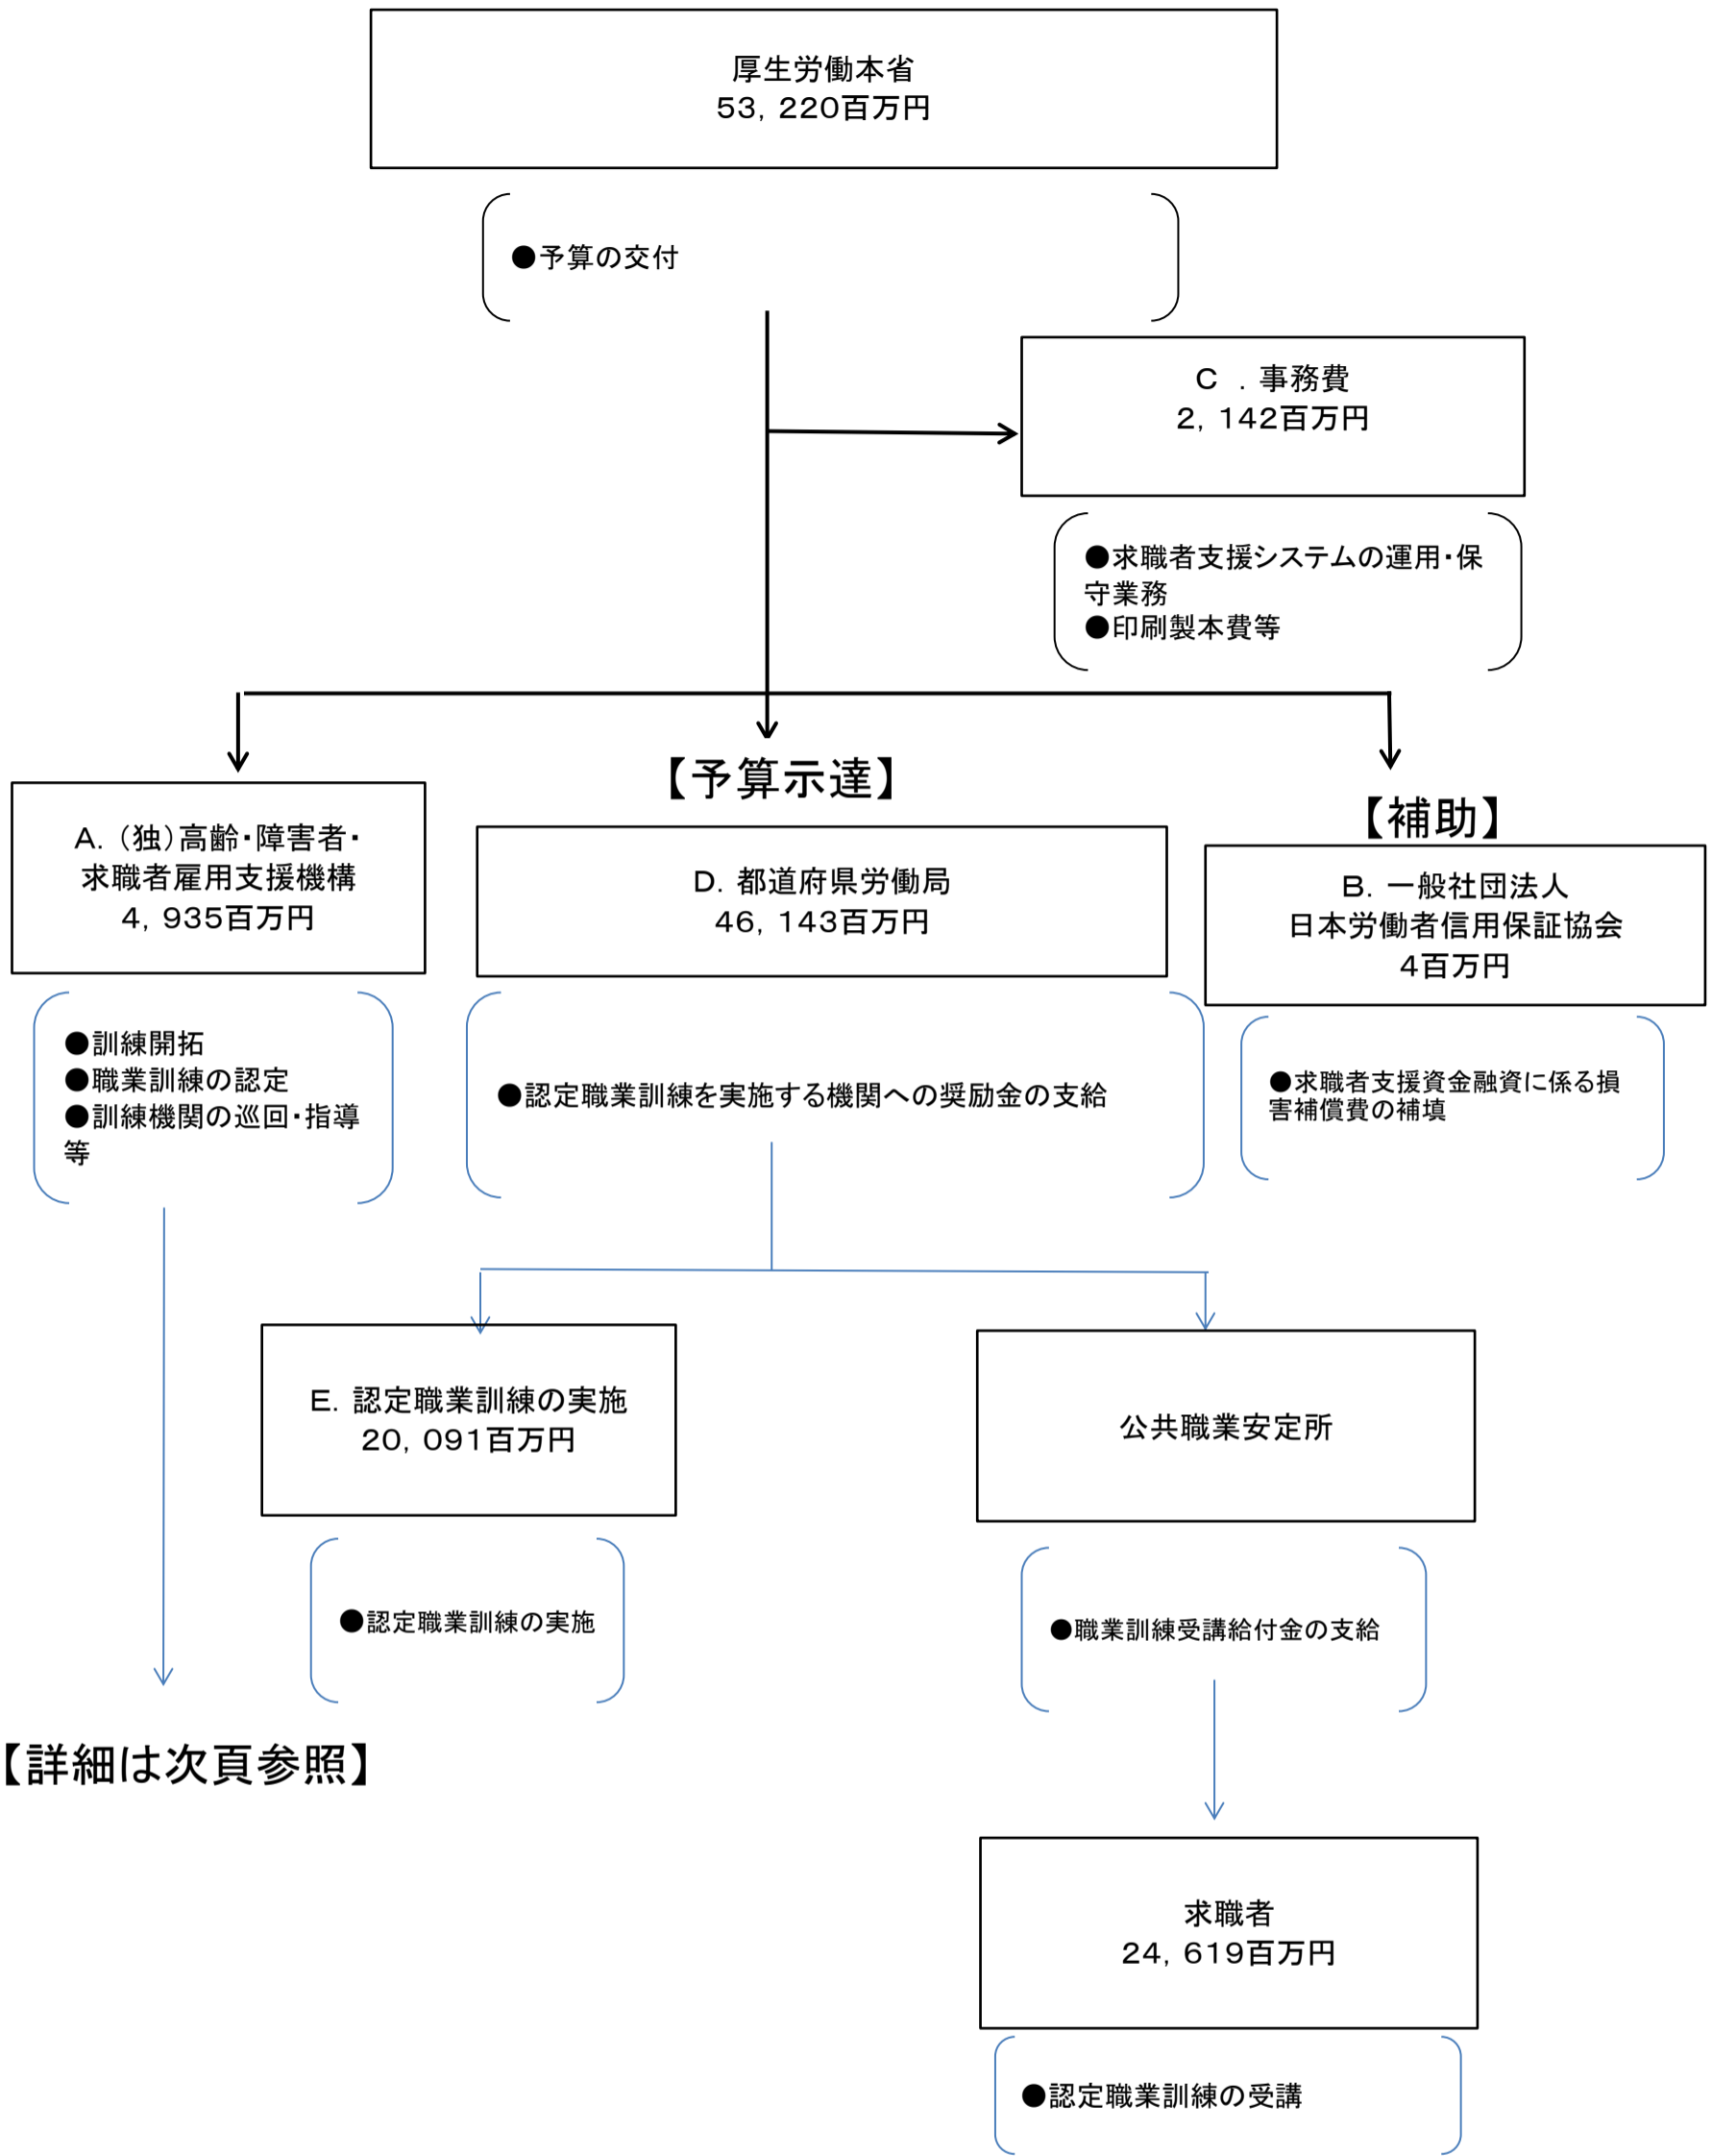 厚生労働本省
53，220百万円
●予算の交付
C ．事務費
2，142百万円
●求職者支援システムの運用・保
守業務
●印刷製本費等
【予算示達】
【補助】
A．（独）高齢・障害者・
求職者雇用支援機構
4，935百万円
D．都道府県労働局
46，143百万円
B．一般社団法人
日本労働者信用保証協会
4百万円
●訓練開拓
●職業訓練の認定
●訓練機関の巡回・指導
等
●認定職業訓練を実施する機関への奨励金の支給
●求職者支援資金融資に係る損
害補償費の補填
E．認定職業訓練の実施
20，091百万円
公共職業安定所
●認定職業訓練の実施
●職業訓練受講給付金の支給
【詳細は次頁参照】
求職者
24，619百万円
●認定職業訓練の受講